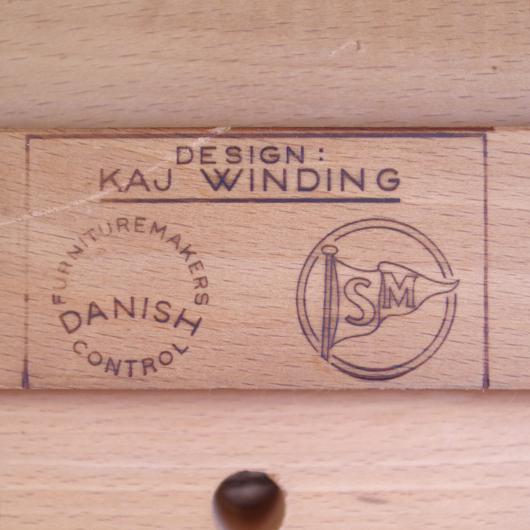 DESIGN:
KAJ WINDING
FURNITUREMAKERS
DANISH
CONTROL
SM